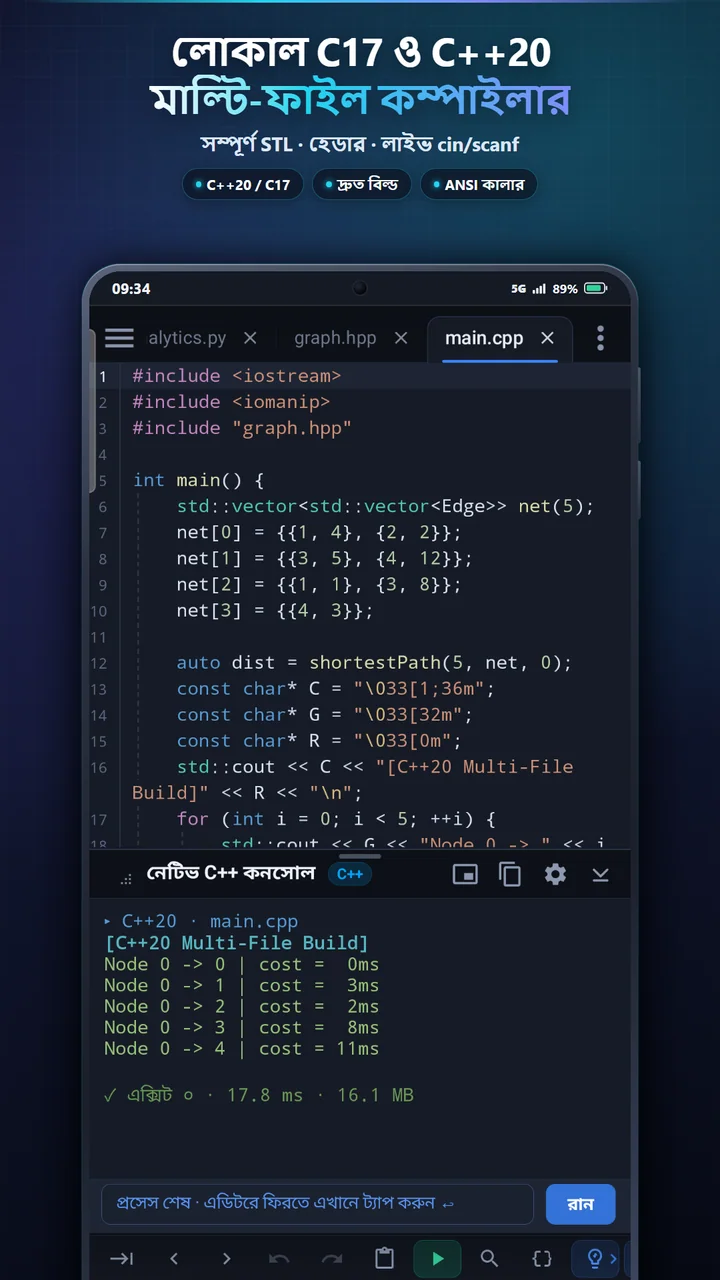 লোকাল C17 ও C++20
মাল্টি-ফাইল কম্পাইলার
সম্পূর্ণ STL · হেডার · লাইভ cin/scanf
C++20 / C17
দ্রুত বিল্ড
ANSI কালার
09:34
5G 89%
alytics.py
graph.hpp
main.cpp
1 #include <iostream>
2 #include <iomanip>
3 #include "graph.hpp"
4
5 int main() {
6 std::vector<std::vector<Edge>> net(5);
7 net[0] = {{1, 4}, {2, 2}};
8 net[1] = {{3, 5}, {4, 12}};
9 net[2] = {{1, 1}, {3, 8}};
10 net[3] = {{4, 3}};
11
12 auto dist = shortestPath(5, net, 0);
13 const char* C = "\033[1;36m";
14 const char* G = "\033[32m";
15 const char* R = "\033[0m";
16 std::cout << C << "[C++20 Multi-File
Build]" << R << "\n";
17 for (int i = 0; i < 5; ++i) {
18 std::cout << G << "Node 0 -> " << i
নেটিভ C++ কনসোল
C++
▸ C++20 · main.cpp
[C++20 Multi-File Build]
Node 0 -> 0 | cost = 0ms
Node 0 -> 1 | cost = 3ms
Node 0 -> 2 | cost = 2ms
Node 0 -> 3 | cost = 8ms
Node 0 -> 4 | cost = 11ms
✓ এক্সিট ০ · 17.8 ms · 16.1 MB
প্রসেস শেষ · এডিটরে ফিরতে এখানে ট্যাপ করুন ↩
রান